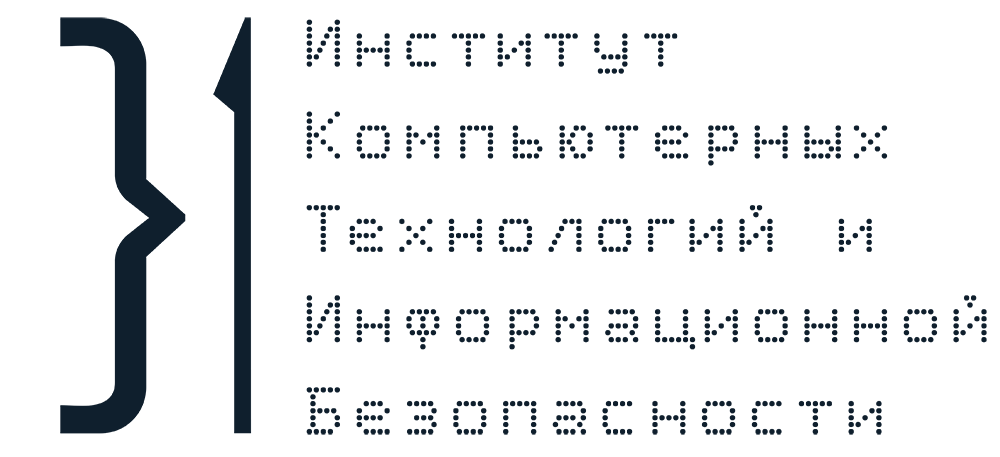 Институт
Компьютерных
Технологий и
Информационной
Безопасности